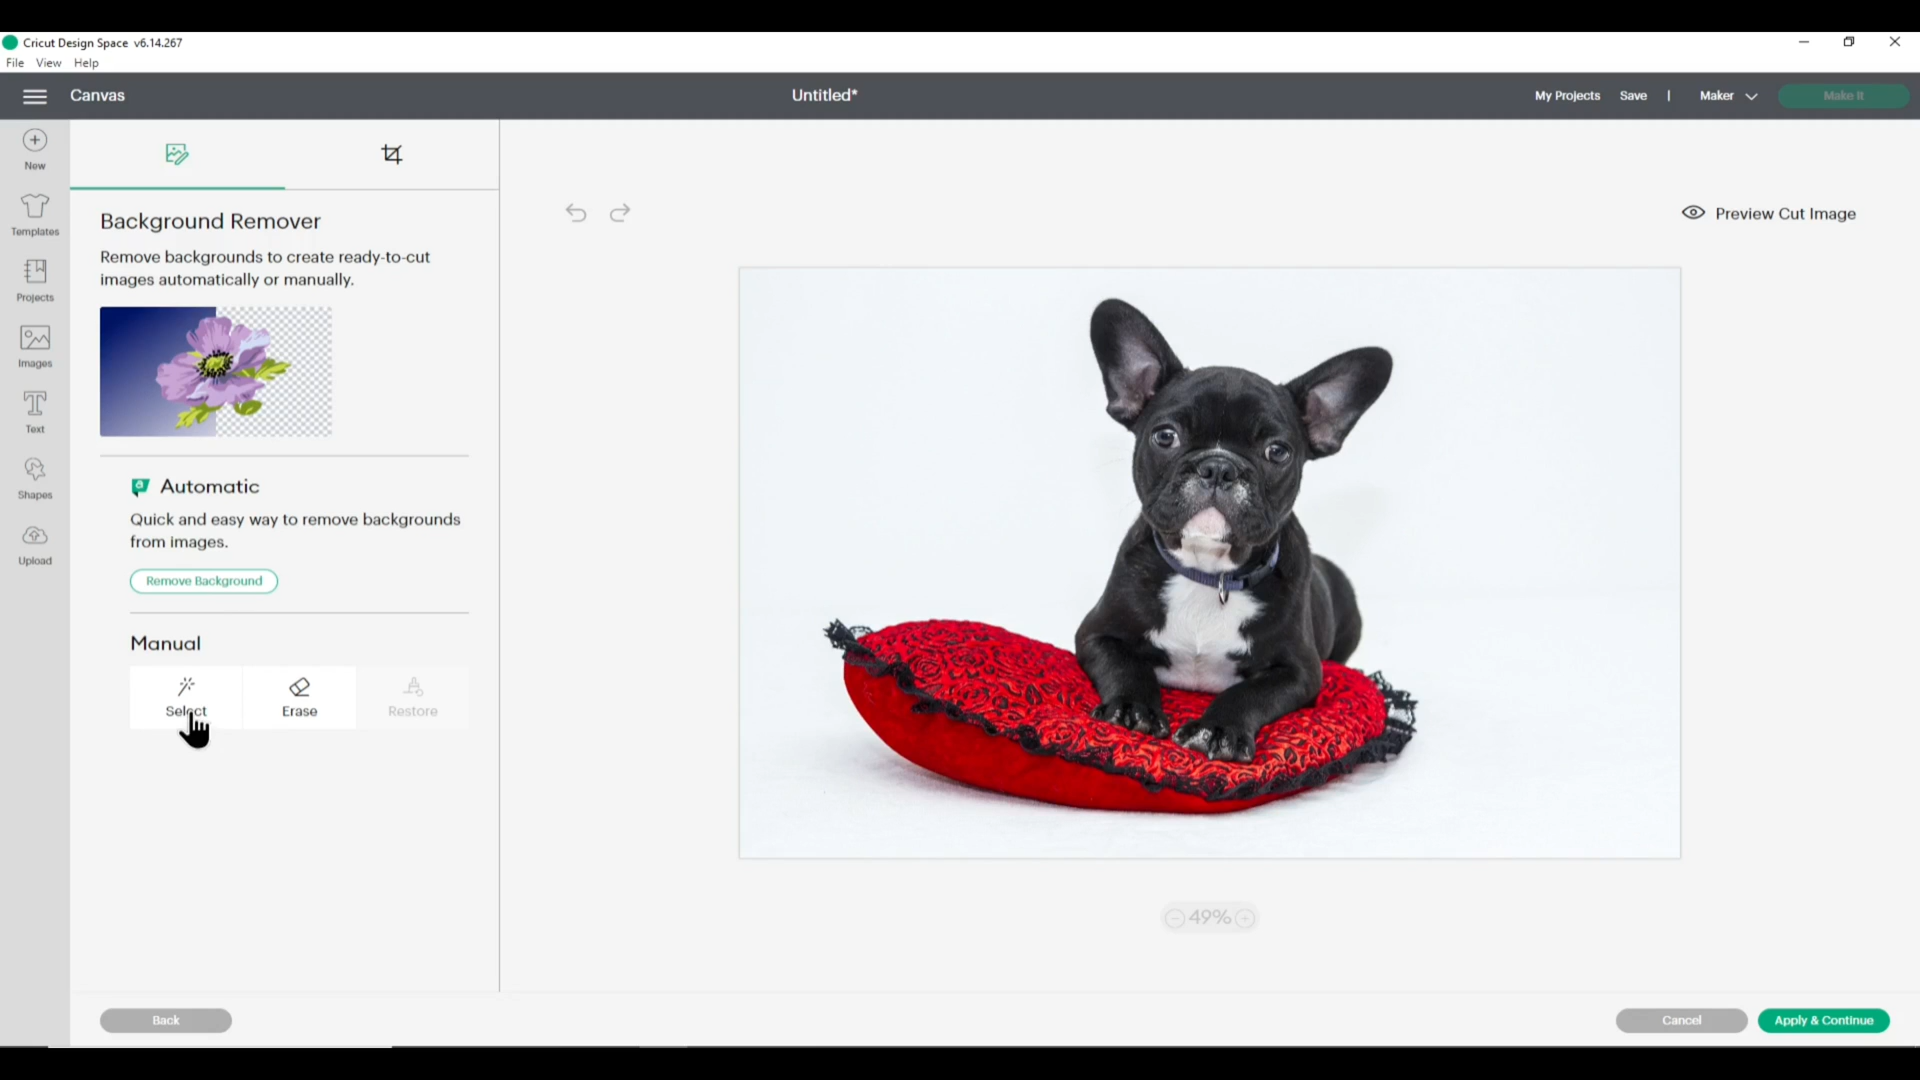 Cricut Design Space v6.14.267
File View Help
Canvas
Untitled*
My Projects Save | Maker Make It
New
Templates
Projects
Images
Text
Shapes
Upload
Background Remover
Remove backgrounds to create ready-to-cut
images automatically or manually.
a Automatic
Quick and easy way to remove backgrounds
from images.
Remove Background
Manual
Select Erase Restore
Preview Cut Image
49%
Back
Cancel Apply & Continue